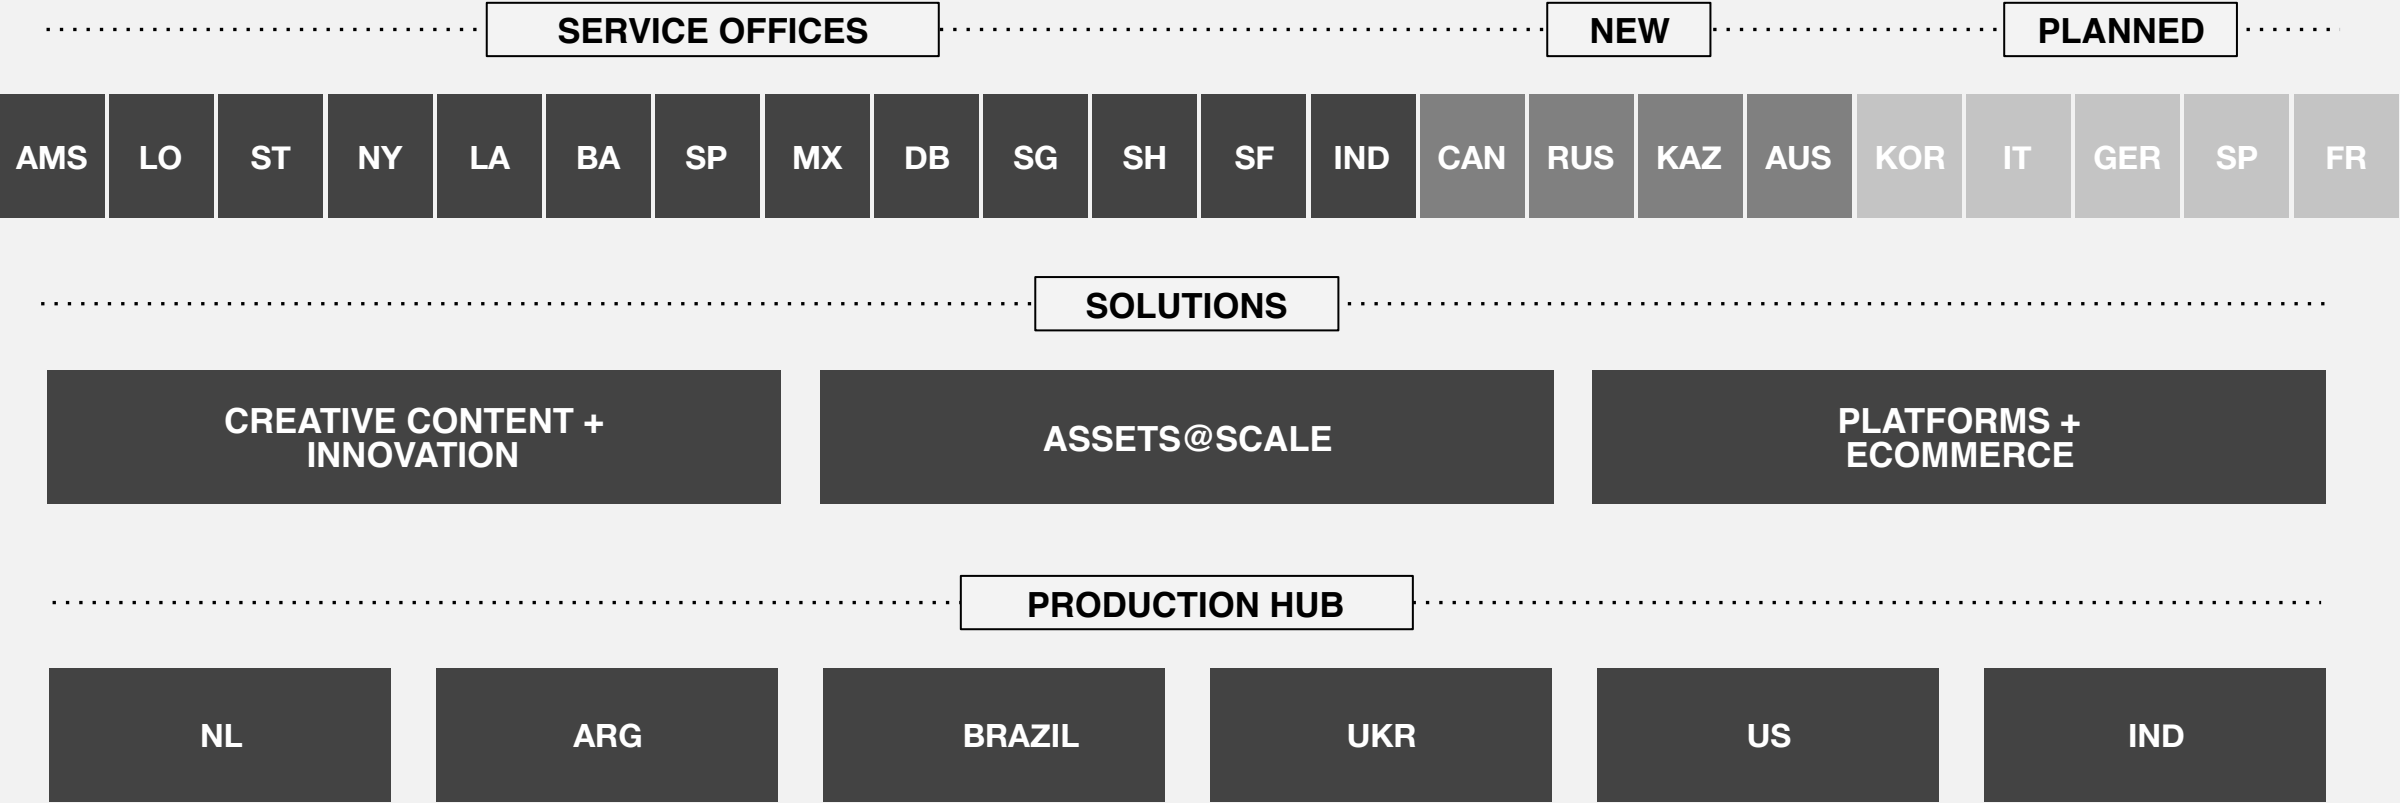 SERVICE OFFICES NEW PLANNED
AMS LO ST NY LA BA SP MX DB SG SH SF IND CAN RUS KAZ AUS KOR IT GER SP FR
SOLUTIONS
CREATIVE CONTENT +
INNOVATION
ASSETS@SCALE
PLATFORMS +
ECOMMERCE
PRODUCTION HUB
NL ARG BRAZIL UKR US IND